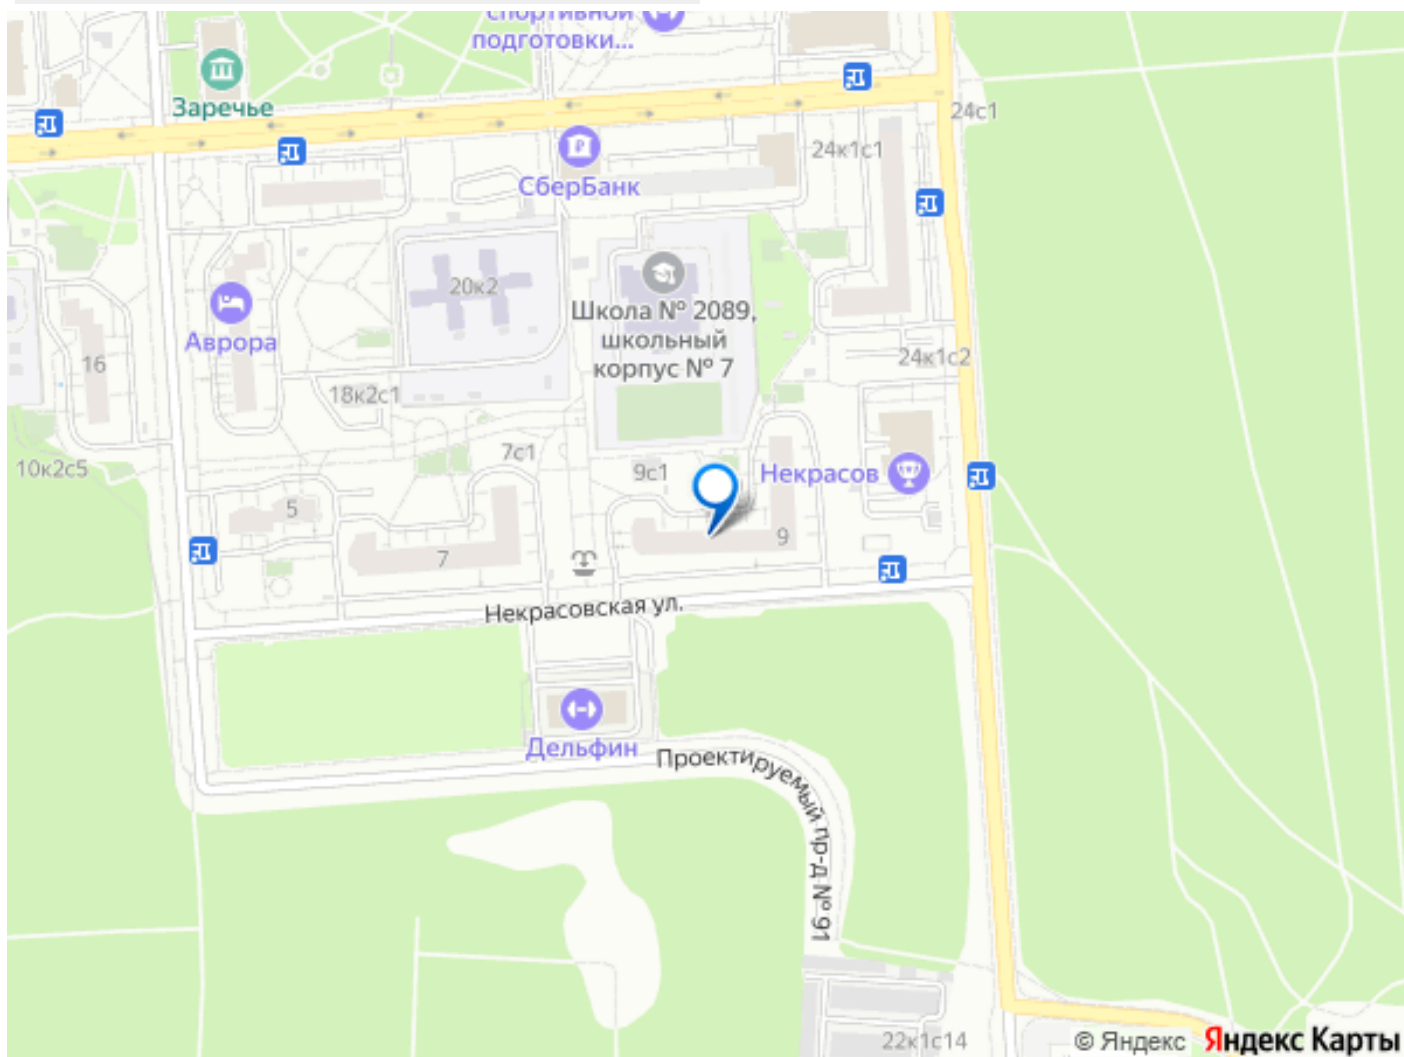 спортивной
подготовки...
Заречье
24с1
24к1с1
СберБанк
20к2
Школа № 2089,
школьный
корпус № 7
Аврора
16
24к1с2
18к2с1
7с1
9с1
10к2с5
Некрасов
5
7
9
Некрасовская ул.
Дельфин
Проектируемый пр-д № 91
22к1с14
© Яндекс Яндекс Карты